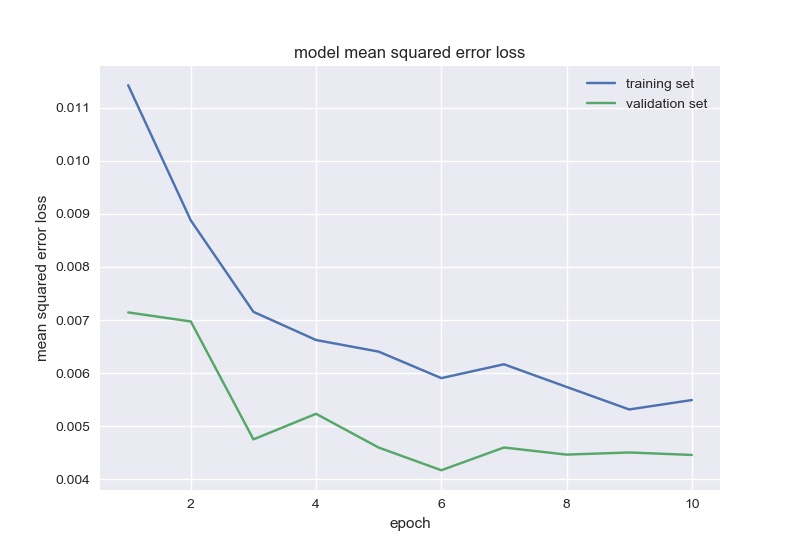 model mean squared error loss
training set
validation set
0.011
0.010
0.009
0.008
0.007
0.006
0.005
0.004
mean squared error loss
2 4 6 8 10
epoch